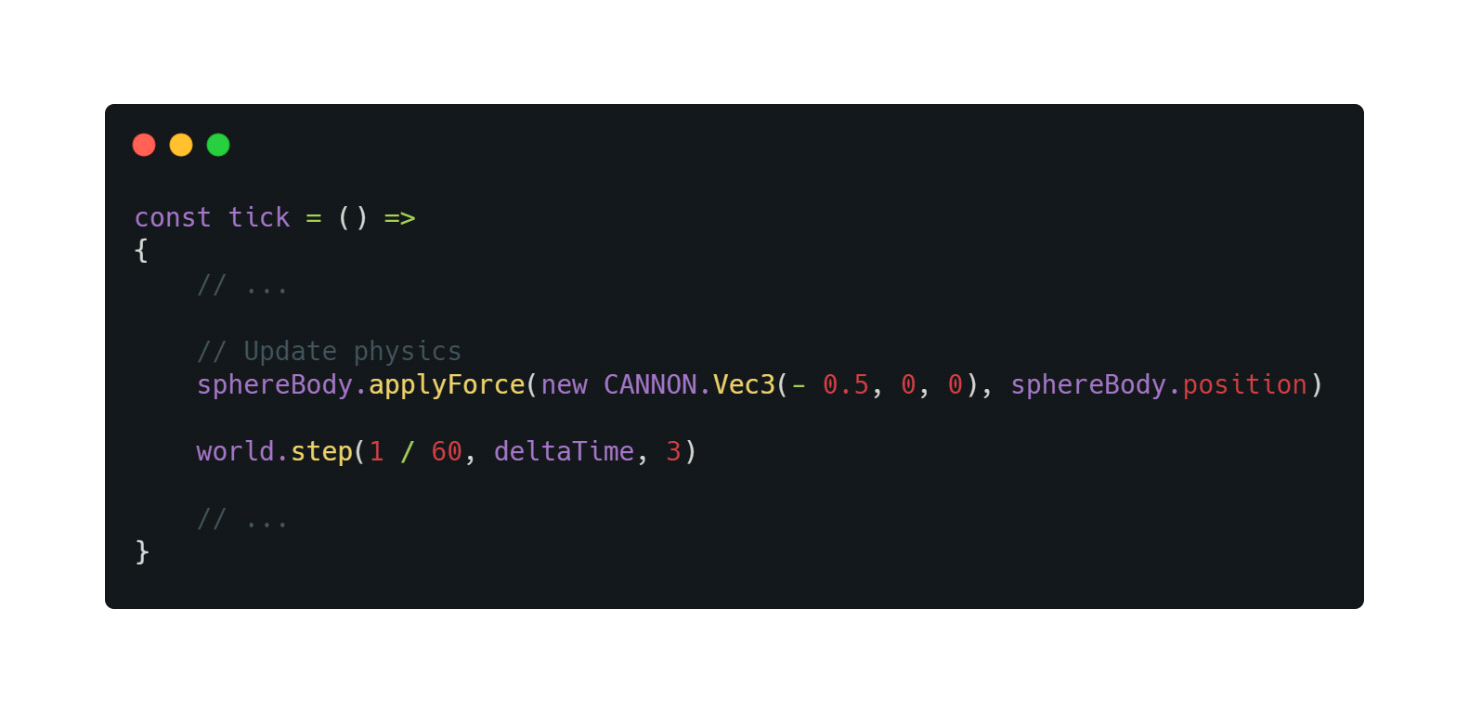 const tick = () =>
{
    // ...

    // Update physics
    sphereBody.applyForce(new CANNON.Vec3(- 0.5, 0, 0), sphereBody.position)

    world.step(1 / 60, deltaTime, 3)

    // ...
}